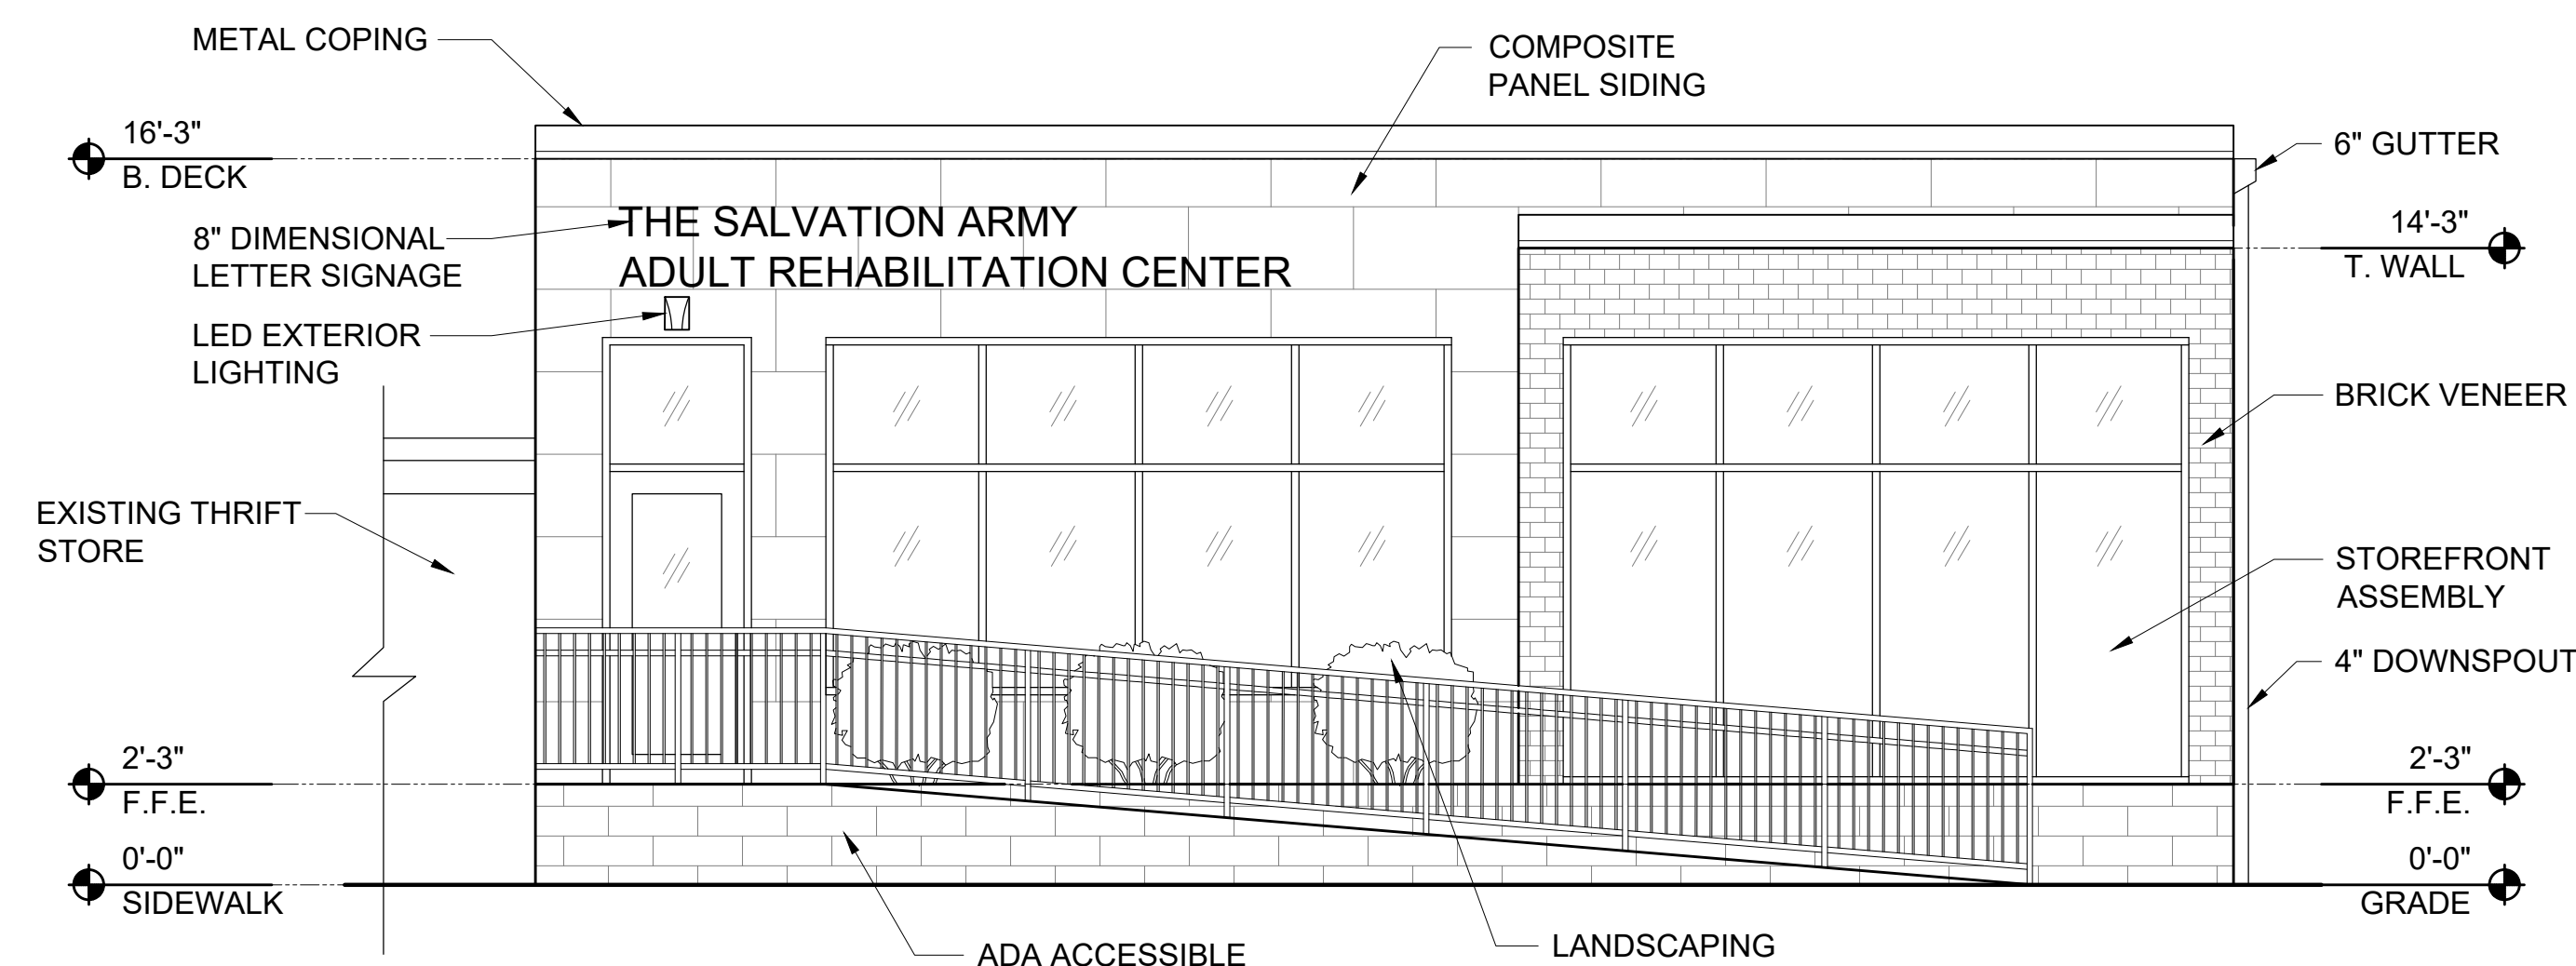 METAL COPING
COMPOSITE
PANEL SIDING
16'-3"
B. DECK
6" GUTTER
8" DIMENSIONAL
LETTER SIGNAGE
THE SALVATION ARMY
ADULT REHABILITATION CENTER
14'-3"
T. WALL
LED EXTERIOR
LIGHTING
BRICK VENEER
EXISTING THRIFT
STORE
STOREFRONT
ASSEMBLY
4" DOWNSPOUT
2'-3"
F.F.E.
2'-3"
F.F.E.
0'-0"
SIDEWALK
0'-0"
GRADE
ADA ACCESSIBLE
LANDSCAPING